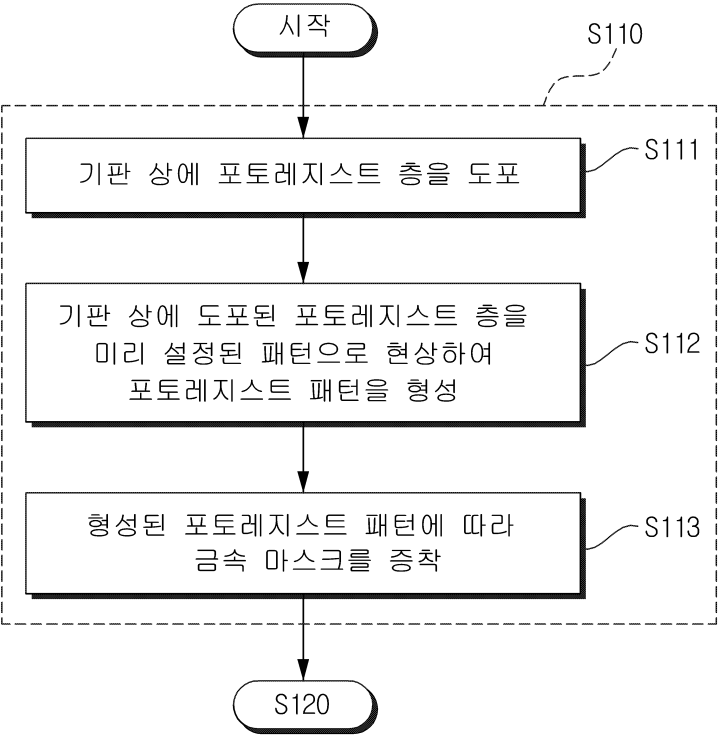 시작
S110
기판 상에 포토레지스트 층을 도포
S111
기판 상에 도포된 포토레지스트 층을
미리 설정된 패턴으로 현상하여
포토레지스트 패턴을 형성
S112
형성된 포토레지스트 패턴에 따라
금속 마스크를 증착
S113
S120